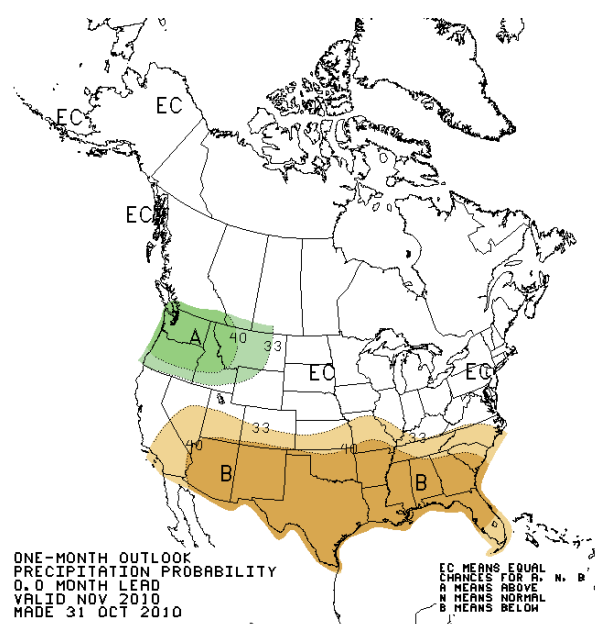 EC
EC
EC
A
40
33
EC
EC
33
40
40
33
B
B
ONE-MONTH OUTLOOK
PRECIPITATION PROBABILITY
0.0 MONTH LEAD
VALID NOV 2010
MADE 31 OCT 2010
EC MEANS EQUAL
CHANCES FOR A, N, B
A MEANS ABOVE
N MEANS NORMAL
B MEANS BELOW